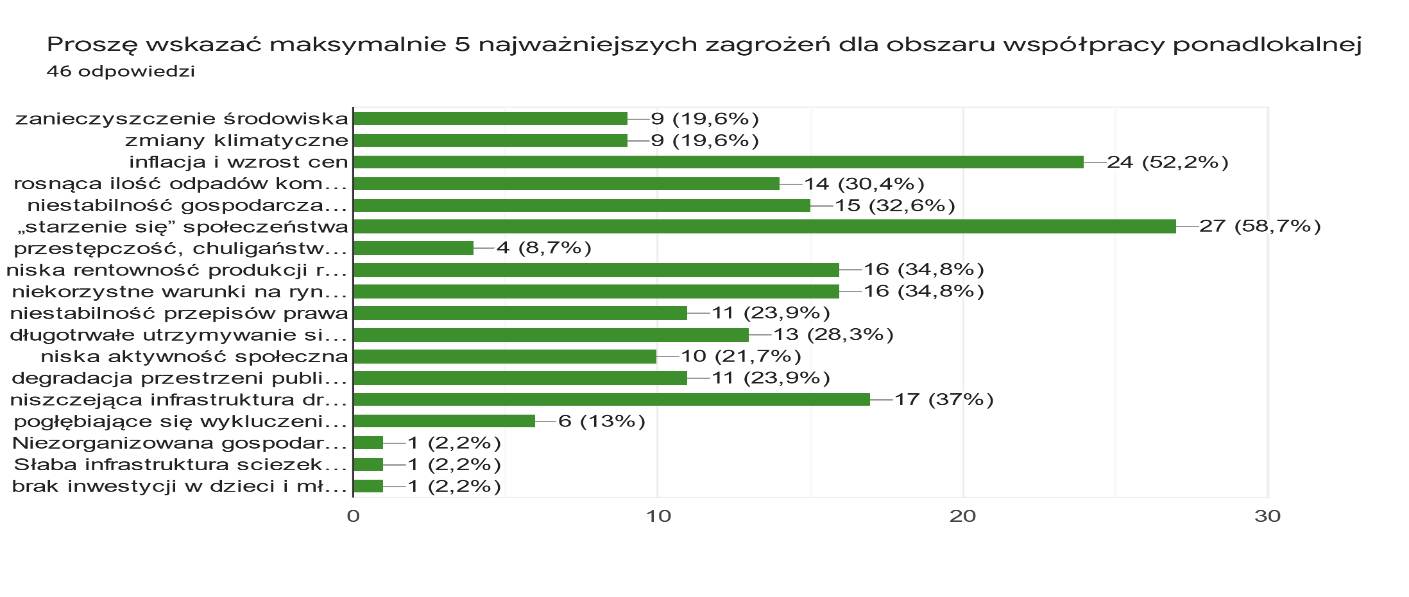 Proszę wskazać maksymalnie 5 najważniejszych zagrożeń dla obszaru współpracy ponadlokalnej
46 odpowiedzi
zanieczyszczenie środowiska 9 (19,6%)
zmiany klimatyczne 9 (19,6%)
inflacja i wzrost cen 24 (52,2%)
rosnąca ilość odpadów kom… 14 (30,4%)
niestabilność gospodarcza… 15 (32,6%)
„starzenie się” społeczeństwa 27 (58,7%)
przestępczość, chuligaństw… 4 (8,7%)
niska rentowność produkcji r… 16 (34,8%)
niekorzystne warunki na ryn… 16 (34,8%)
niestabilność przepisów prawa 11 (23,9%)
długotrwałe utrzymywanie si… 13 (28,3%)
niska aktywność społeczna 10 (21,7%)
degradacja przestrzeni publi… 11 (23,9%)
niszczejąca infrastruktura dr… 17 (37%)
pogłębiające się wykluczeni… 6 (13%)
Niezorganizowana gospodar… 1 (2,2%)
Słaba infrastruktura sciezek… 1 (2,2%)
brak inwestycji w dzieci i mł… 1 (2,2%)
0 10 20 30